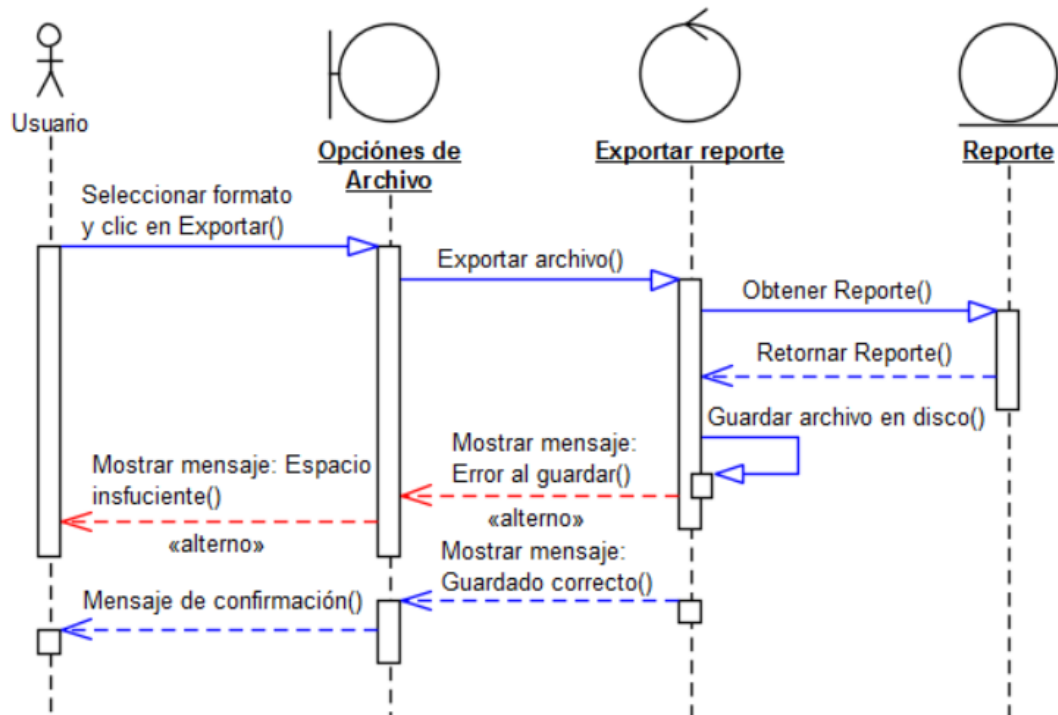 Usuario
Opciónes de
Archivo
Exportar reporte
Reporte
Seleccionar formato
y clic en Exportar()
Exportar archivo()
Obtener Reporte()
Retornar Reporte()
Guardar archivo en disco()
Mostrar mensaje:
Error al guardar()
«alterno»
Mostrar mensaje: Espacio
insfuciente()
«alterno»
Mostrar mensaje:
Guardado correcto()
Mensaje de confirmación()